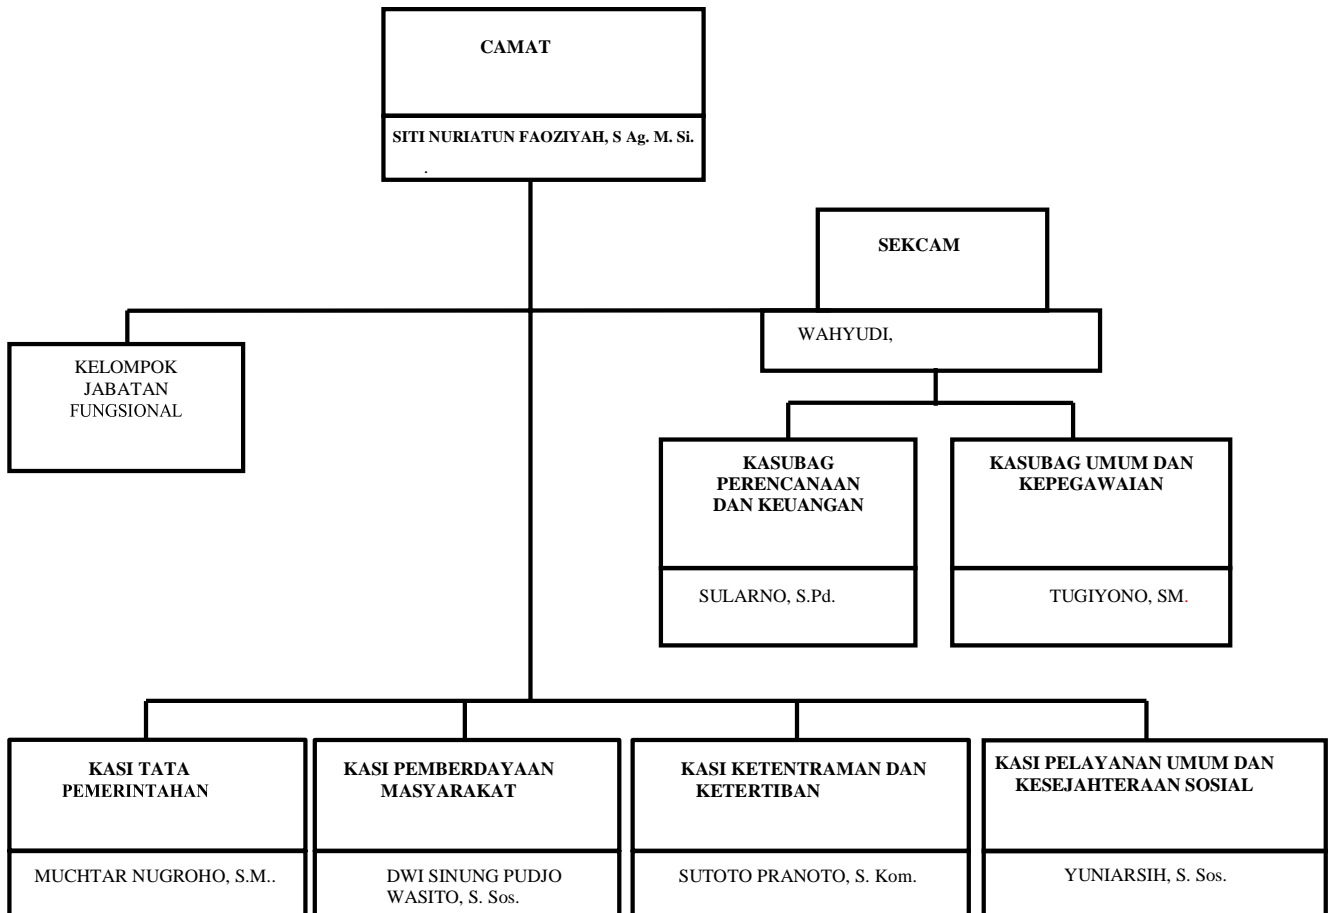 CAMAT
SITI NURIATUN FAOZIYAH, S Ag. M. Si.
.
SEKCAM
WAHYUDI,
KELOMPOK
JABATAN
FUNGSIONAL
KASUBAG
PERENCANAAN
DAN KEUANGAN
SULARNO, S.Pd.
KASUBAG UMUM DAN
KEPEGAWAIAN
TUGIYONO, SM.
KASI TATA
PEMERINTAHAN
MUCHTAR NUGROHO, S.M..
KASI PEMBERDAYAAN
MASYARAKAT
DWI SINUNG PUDJO
WASITO, S. Sos.
KASI KETENTRAMAN DAN
KETERTIBAN
SUTOTO PRANOTO, S. Kom.
KASI PELAYANAN UMUM DAN
KESEJAHTERAAN SOSIAL
YUNIARSIH, S. Sos.